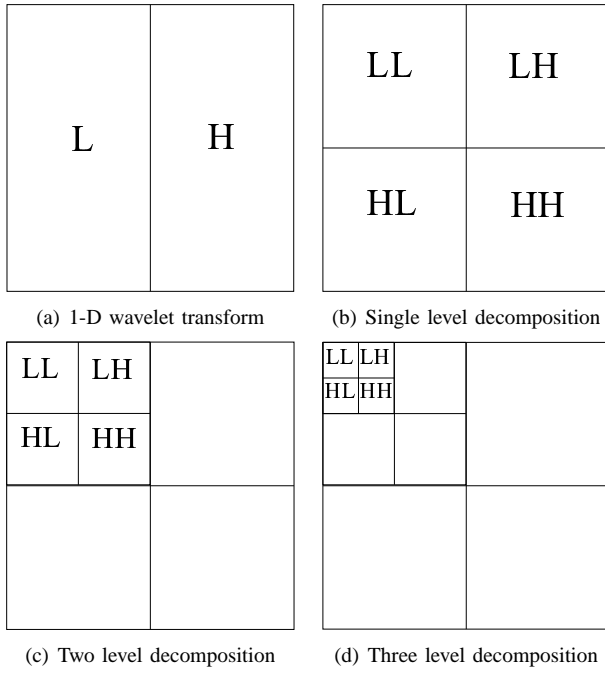 L H
LL LH
HL HH
(a) 1-D wavelet transform
(b) Single level decomposition
LL LH
HL HH
LL LH
HL HH
(c) Two level decomposition
(d) Three level decomposition